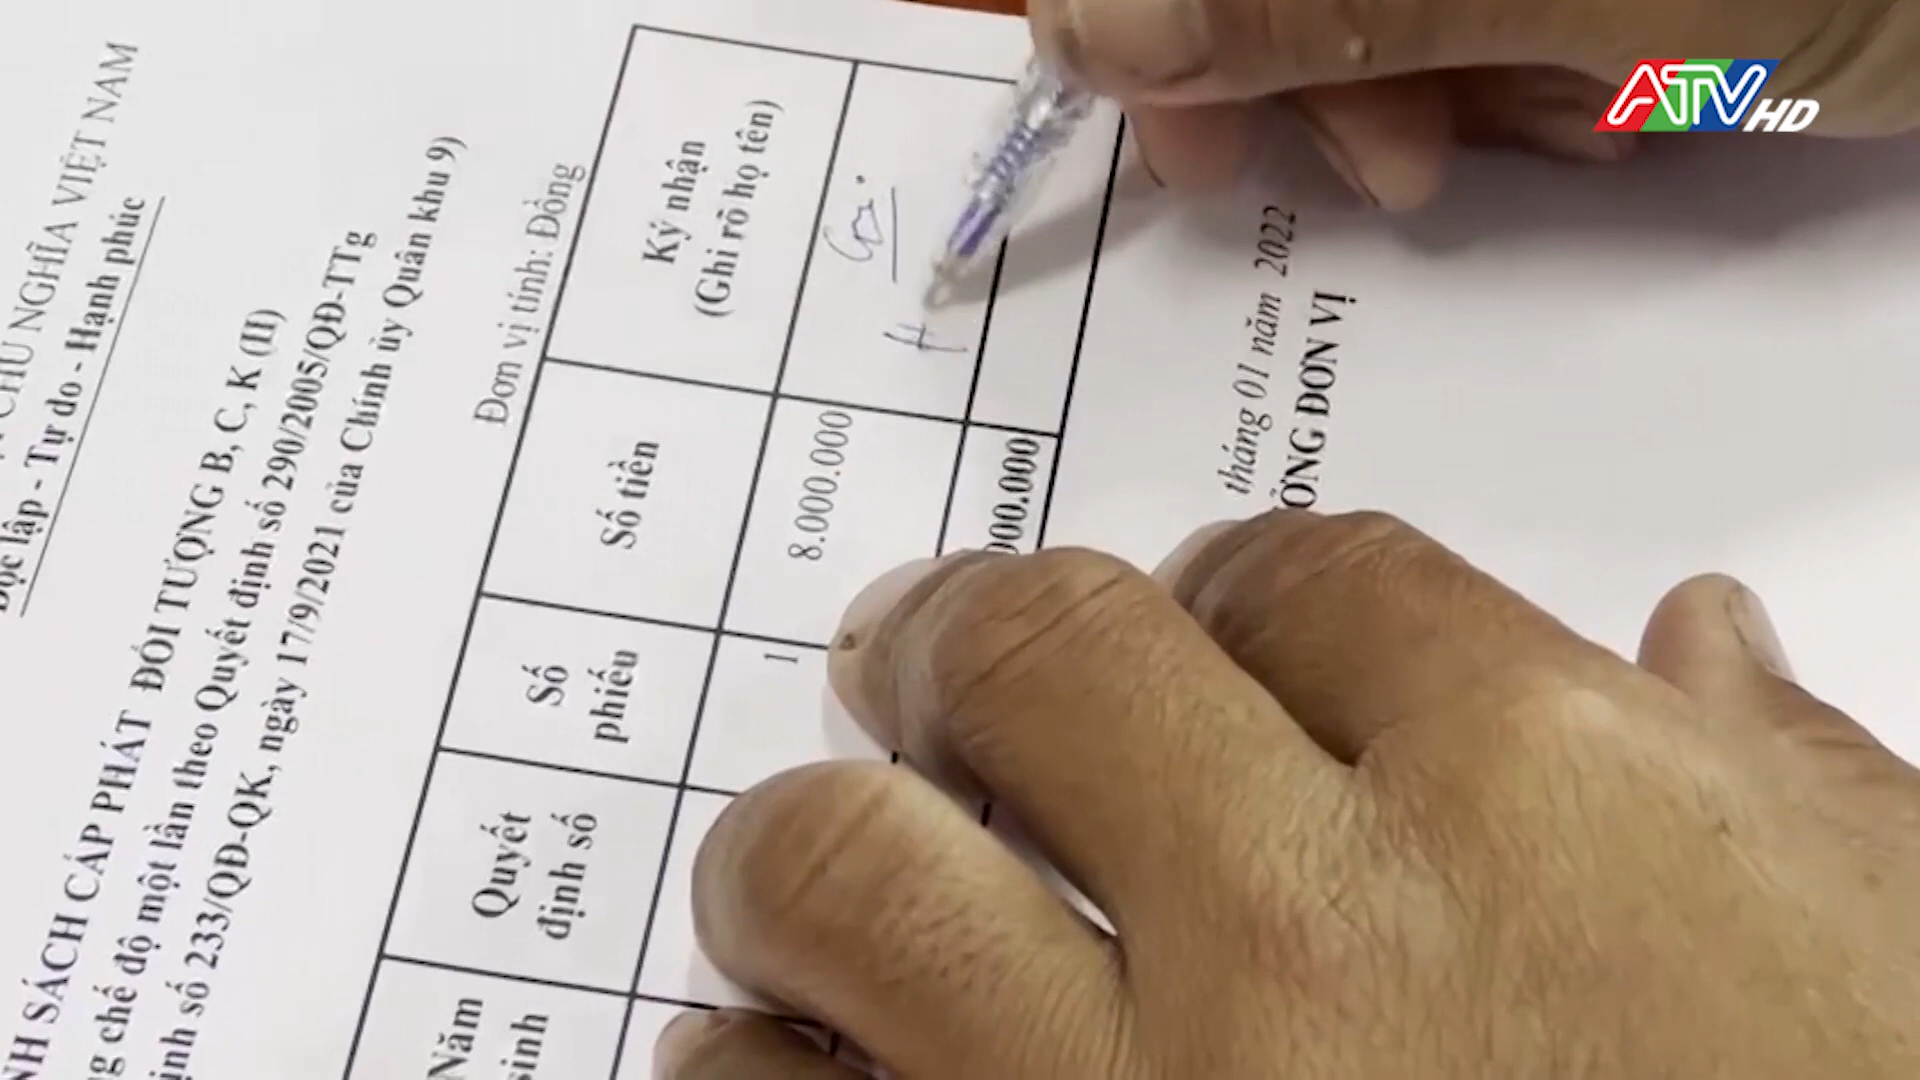 CHỦ NGHĨA VIỆT NAM
Độc lập - Tự do - Hạnh phúc
SÁCH CẤP PHÁT ĐỐI TƯỢNG B, C, K (II)
chế độ một lần theo Quyết định số 290/2005/QĐ-TTg
số 233/QĐ-QK, ngày 17/9/2021 của Chính ủy Quân khu 9)
Đơn vị tính: Đồng
Năm sinh
Quyết định số
Số phiếu
Số tiền
Ký nhận
(Ghi rõ họ tên)
1
8.000.000
000.000
tháng 01 năm 2022
ĐƠN VỊ
ATV HD